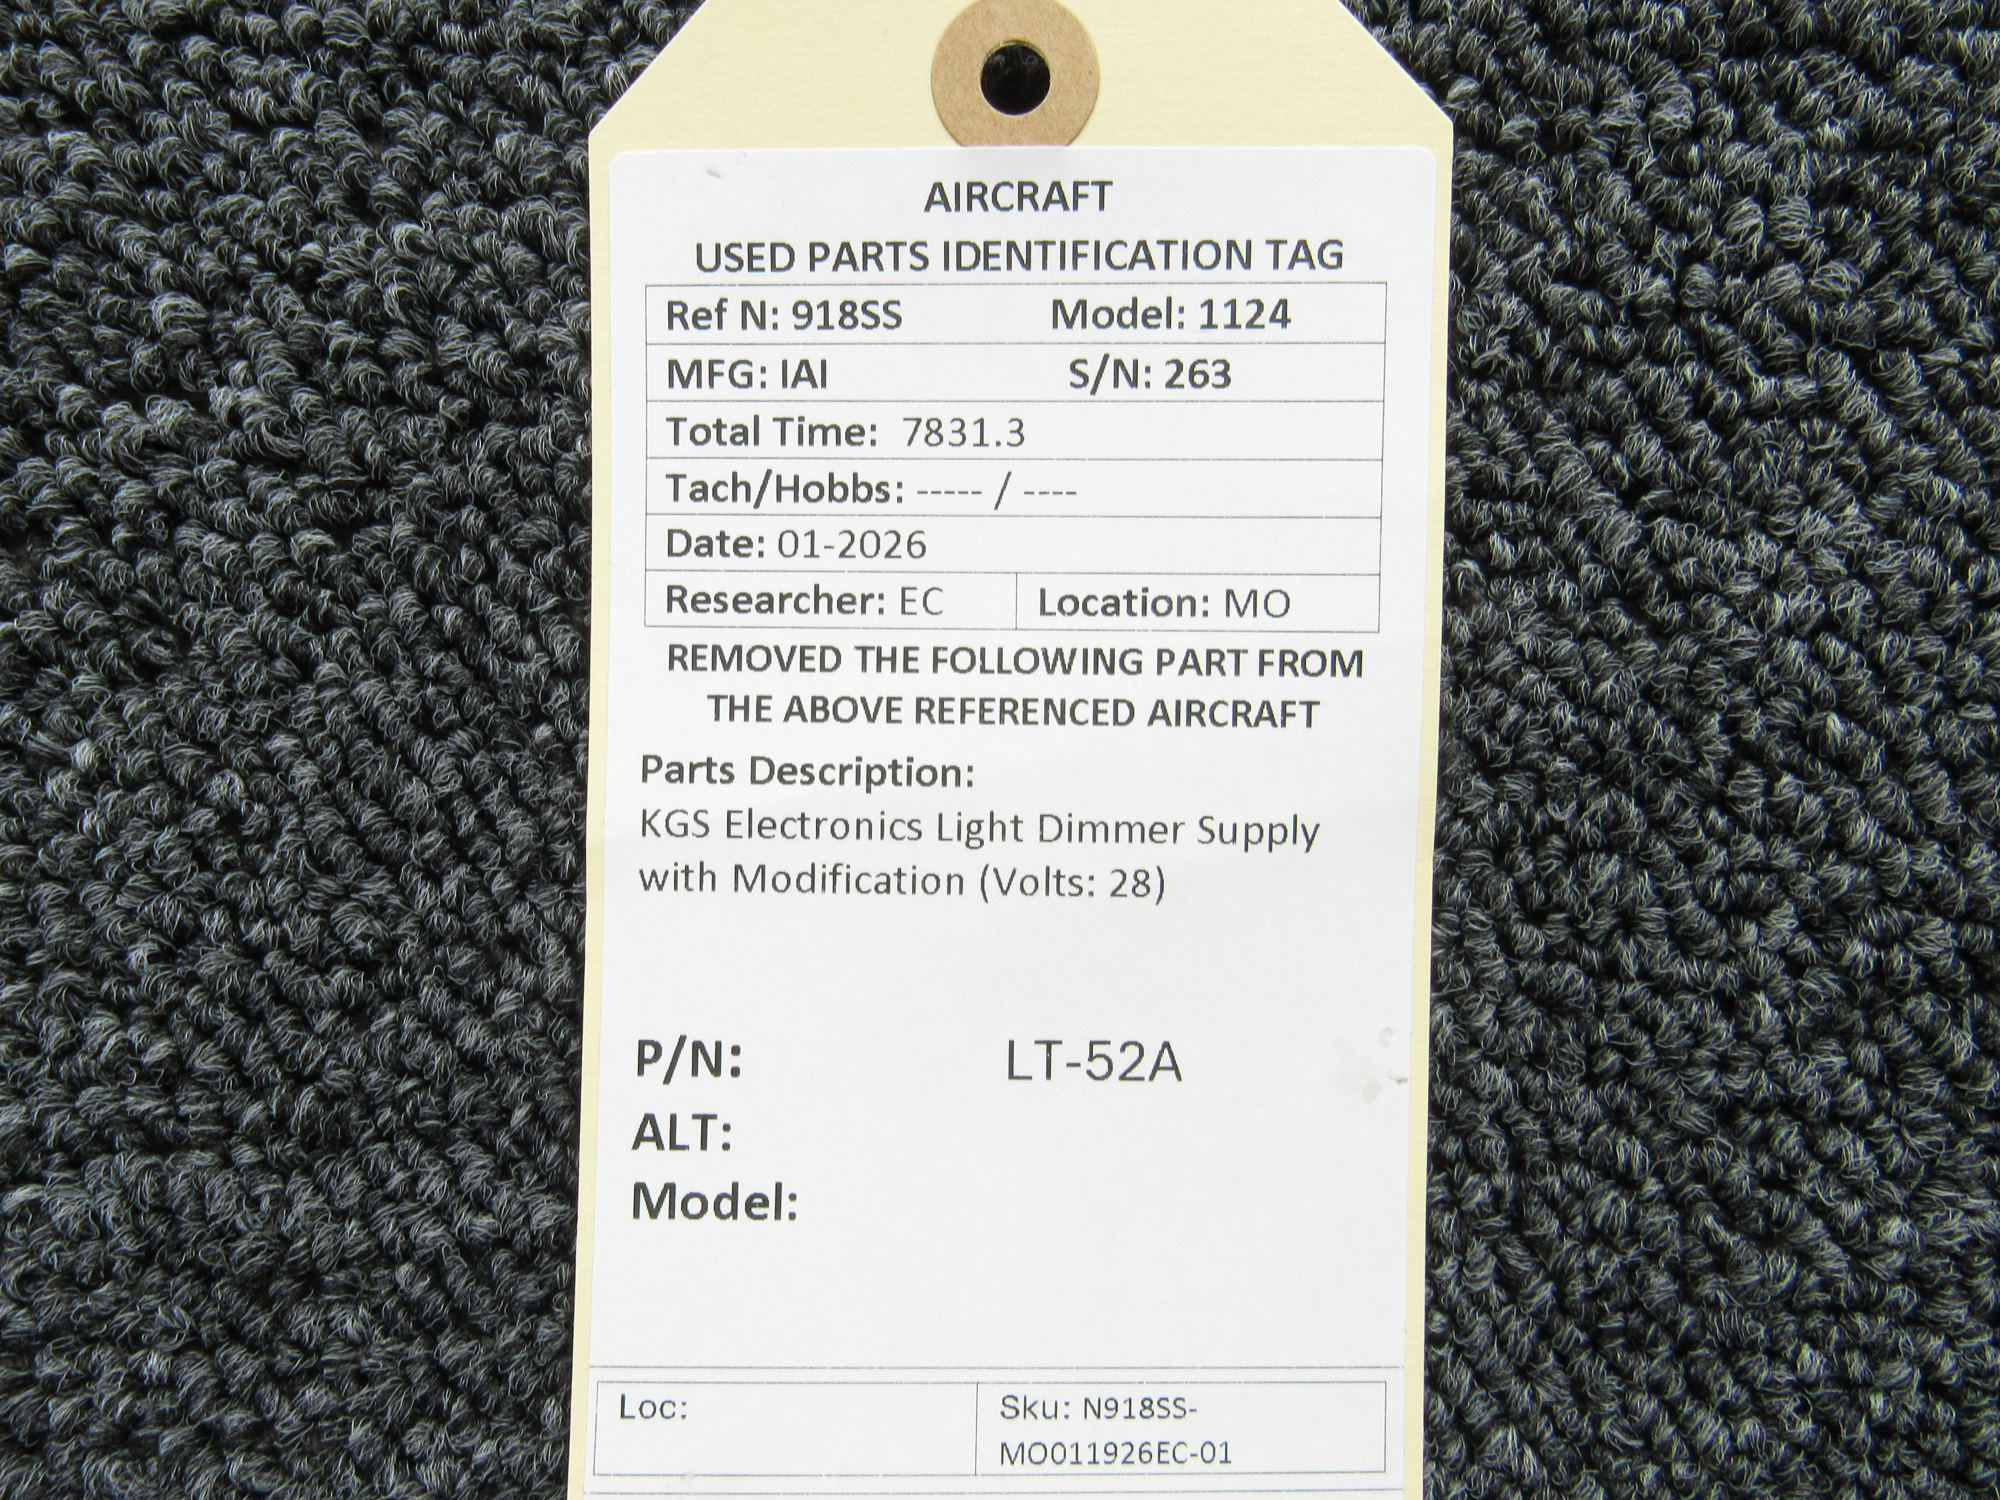 AIRCRAFT
USED PARTS IDENTIFICATION TAG
Ref N: 918SS Model: 1124
MFG: IAI S/N: 263
Total Time: 7831.3
Tach/Hobbs: ----- / ----
Date: 01-2026
Researcher: EC Location: MO
REMOVED THE FOLLOWING PART FROM
THE ABOVE REFERENCED AIRCRAFT
Parts Description:
KGS Electronics Light Dimmer Supply
with Modification (Volts: 28)
P/N: LT-52A
ALT:
Model:
Loc: Sku: N918SS-
MO011926EC-01